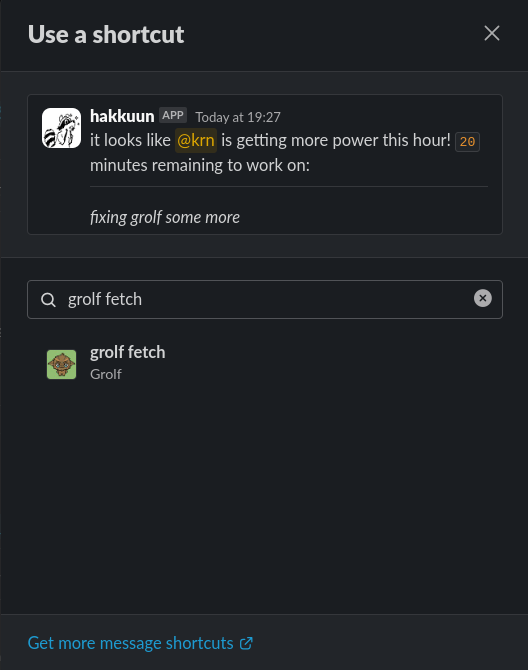 Use a shortcut
hakkuun APP Today at 19:27
it looks like @krn is getting more power this hour! 20
minutes remaining to work on:
fixing grolf some more
grolf fetch
grolf fetch
Grolf
Get more message shortcuts